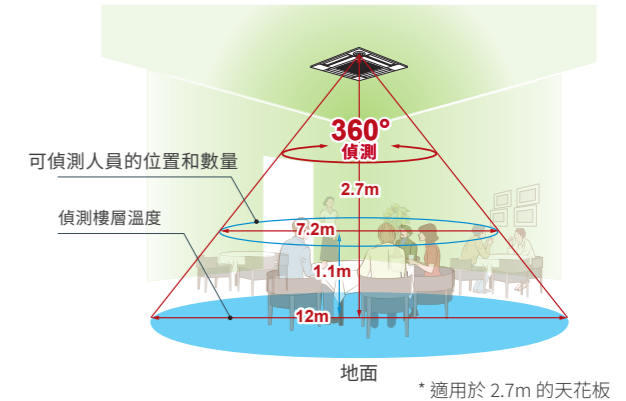 360°
偵測
可偵測人員的位置和數量
2.7m
偵測樓層溫度
7.2m
1.1m
12m
地面
* 適用於 2.7m 的天花板